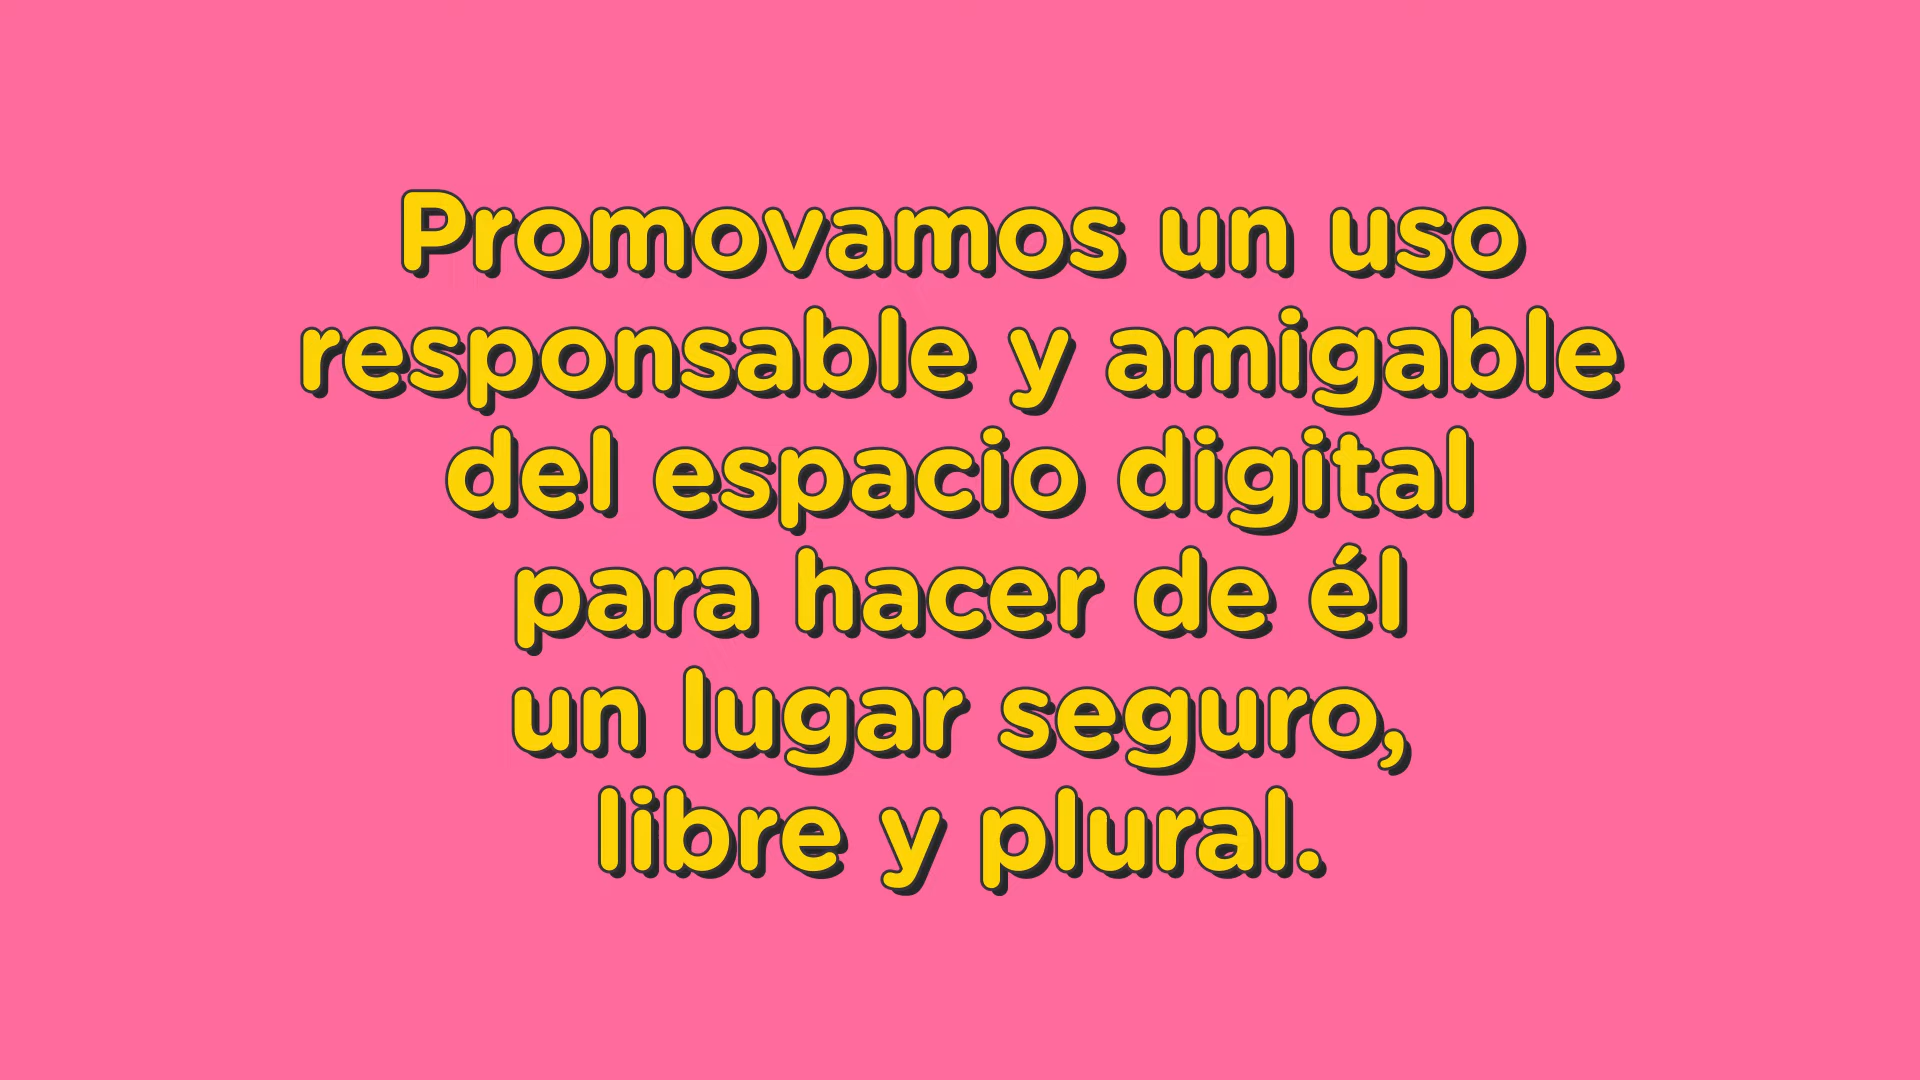 Promovamos un uso
responsable y amigable
del espacio digital
para hacer de él
un lugar seguro,
libre y plural.